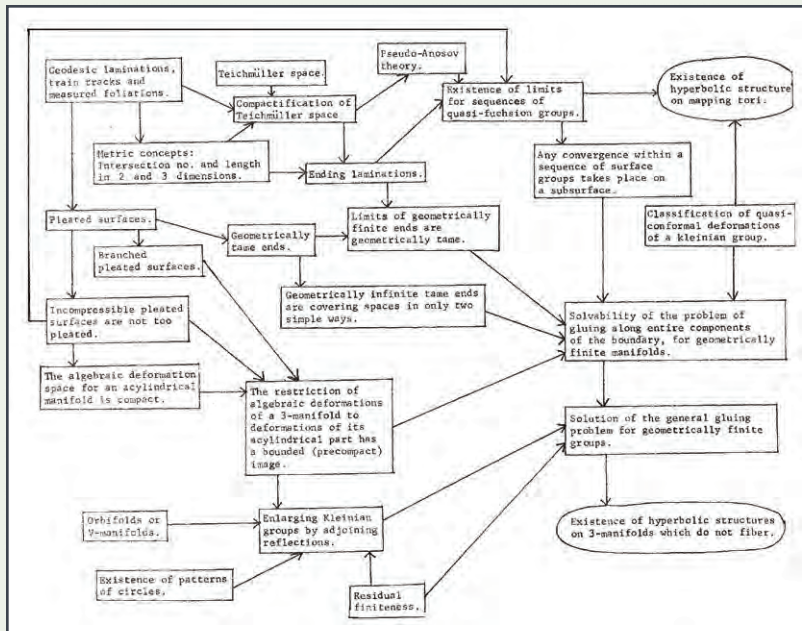 Geodesic laminations,
train tracks and
measured foliations.
Teichmüller space.
Pseudo-Anosov
theory.
Compactification of
Teichmüller space
Existence of limits
for sequences of
quasi-fuchsion groups.
Existence of
hyperbolic structure
on mapping tori.
Metric concepts:
Intersection no. and length
in 2 and 3 dimensions.
Ending laminations.
Any convergence within a
sequence of surface
groups takes place on
a subsurface.
Pleated surfaces.
Geometrically
tame ends.
Limits of geometrically
finite ends are
geometrically tame.
Classification of quasi-
conformal deformations
of a kleinian group.
Branched
pleated surfaces.
Geometrically infinite tame ends
are covering spaces in only two
simple ways.
Incompressible pleated
surfaces are not too
pleated.
Solvability of the problem of
gluing along entire components
of the boundary, for geometrically
finite manifolds.
The algebraic deformation
space for an acylindrical
manifold is compact.
The restriction of
algebraic deformations
of a 3-manifold to
deformations of its
acylindrical part has
a bounded (precompact)
image.
Solution of the general gluing
problem for geometrically finite
groups.
Orbifolds or
V-manifolds.
Enlarging Kleinian
groups by adjoining
reflections.
Existence of hyperbolic structures
on 3-manifolds which do not fiber.
Existence of patterns
of circles.
Residual
finiteness.